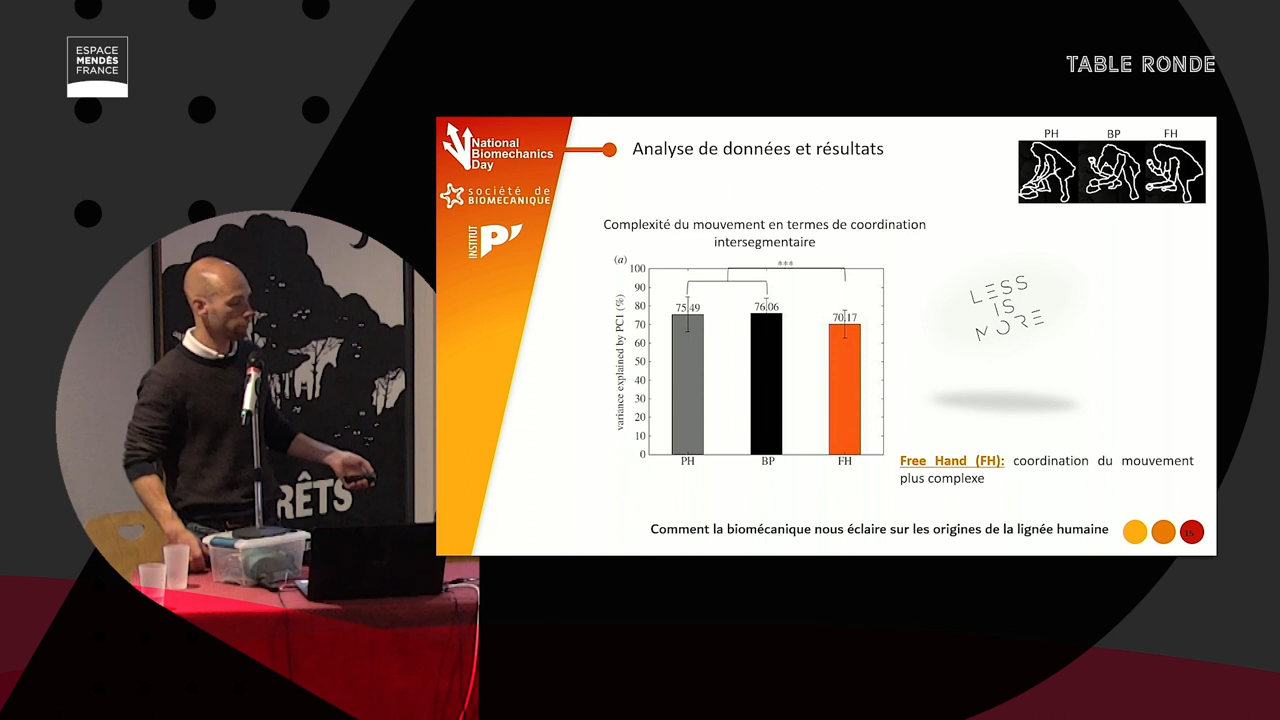 ESPACE
MENDÈS
FRANCE
TABLE RONDE
National
Biomechanics
Day
société de
BIOMECANIQUE
INSTITUT
P'
Analyse de données et résultats
PH BP FH
Complexité du mouvement en termes de coordination
intersegmentaire
(a)
***
variance explained by PC1 (%)
100
90
80
70
60
50
40
30
20
10
0
75.49
76.06
70.17
PH BP FH
LESS
IS
MORE
Free Hand (FH): coordination du mouvement
plus complexe
Comment la biomécanique nous éclaire sur les origines de la lignée humaine
15
RÊTS